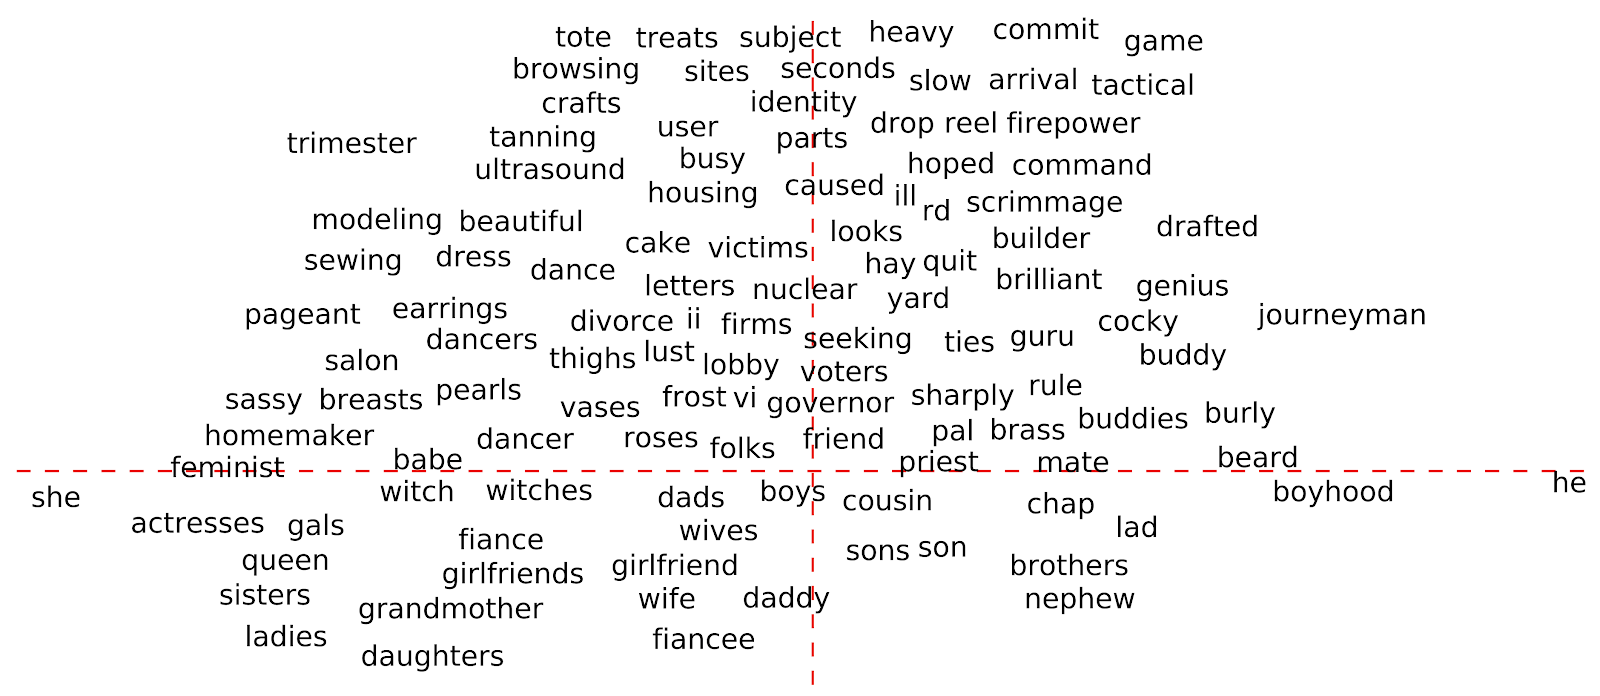 tote treats subject heavy commit game
browsing sites seconds slow arrival tactical
crafts identity
trimester tanning user parts drop reel firepower
ultrasound busy hoped command
housing caused ill rd scrimmage
modeling beautiful looks builder drafted
sewing dress dance cake victims hay quit brilliant genius
letters nuclear yard
pageant earrings divorce ii firms cocky journeyman
dancers seeking ties guru buddy
salon thighs lust lobby voters
sassy breasts pearls vases frost vi governor sharply rule buddies burly
homemaker dancer roses folks friend pal brass
feminist babe priest mate beard
she witch witches dads boys cousin chap boyhood he
actresses gals wives lad
queen fiance sons son
girlfriends girlfriend brothers
sisters grandmother wife daddy nephew
ladies fiancee
daughters